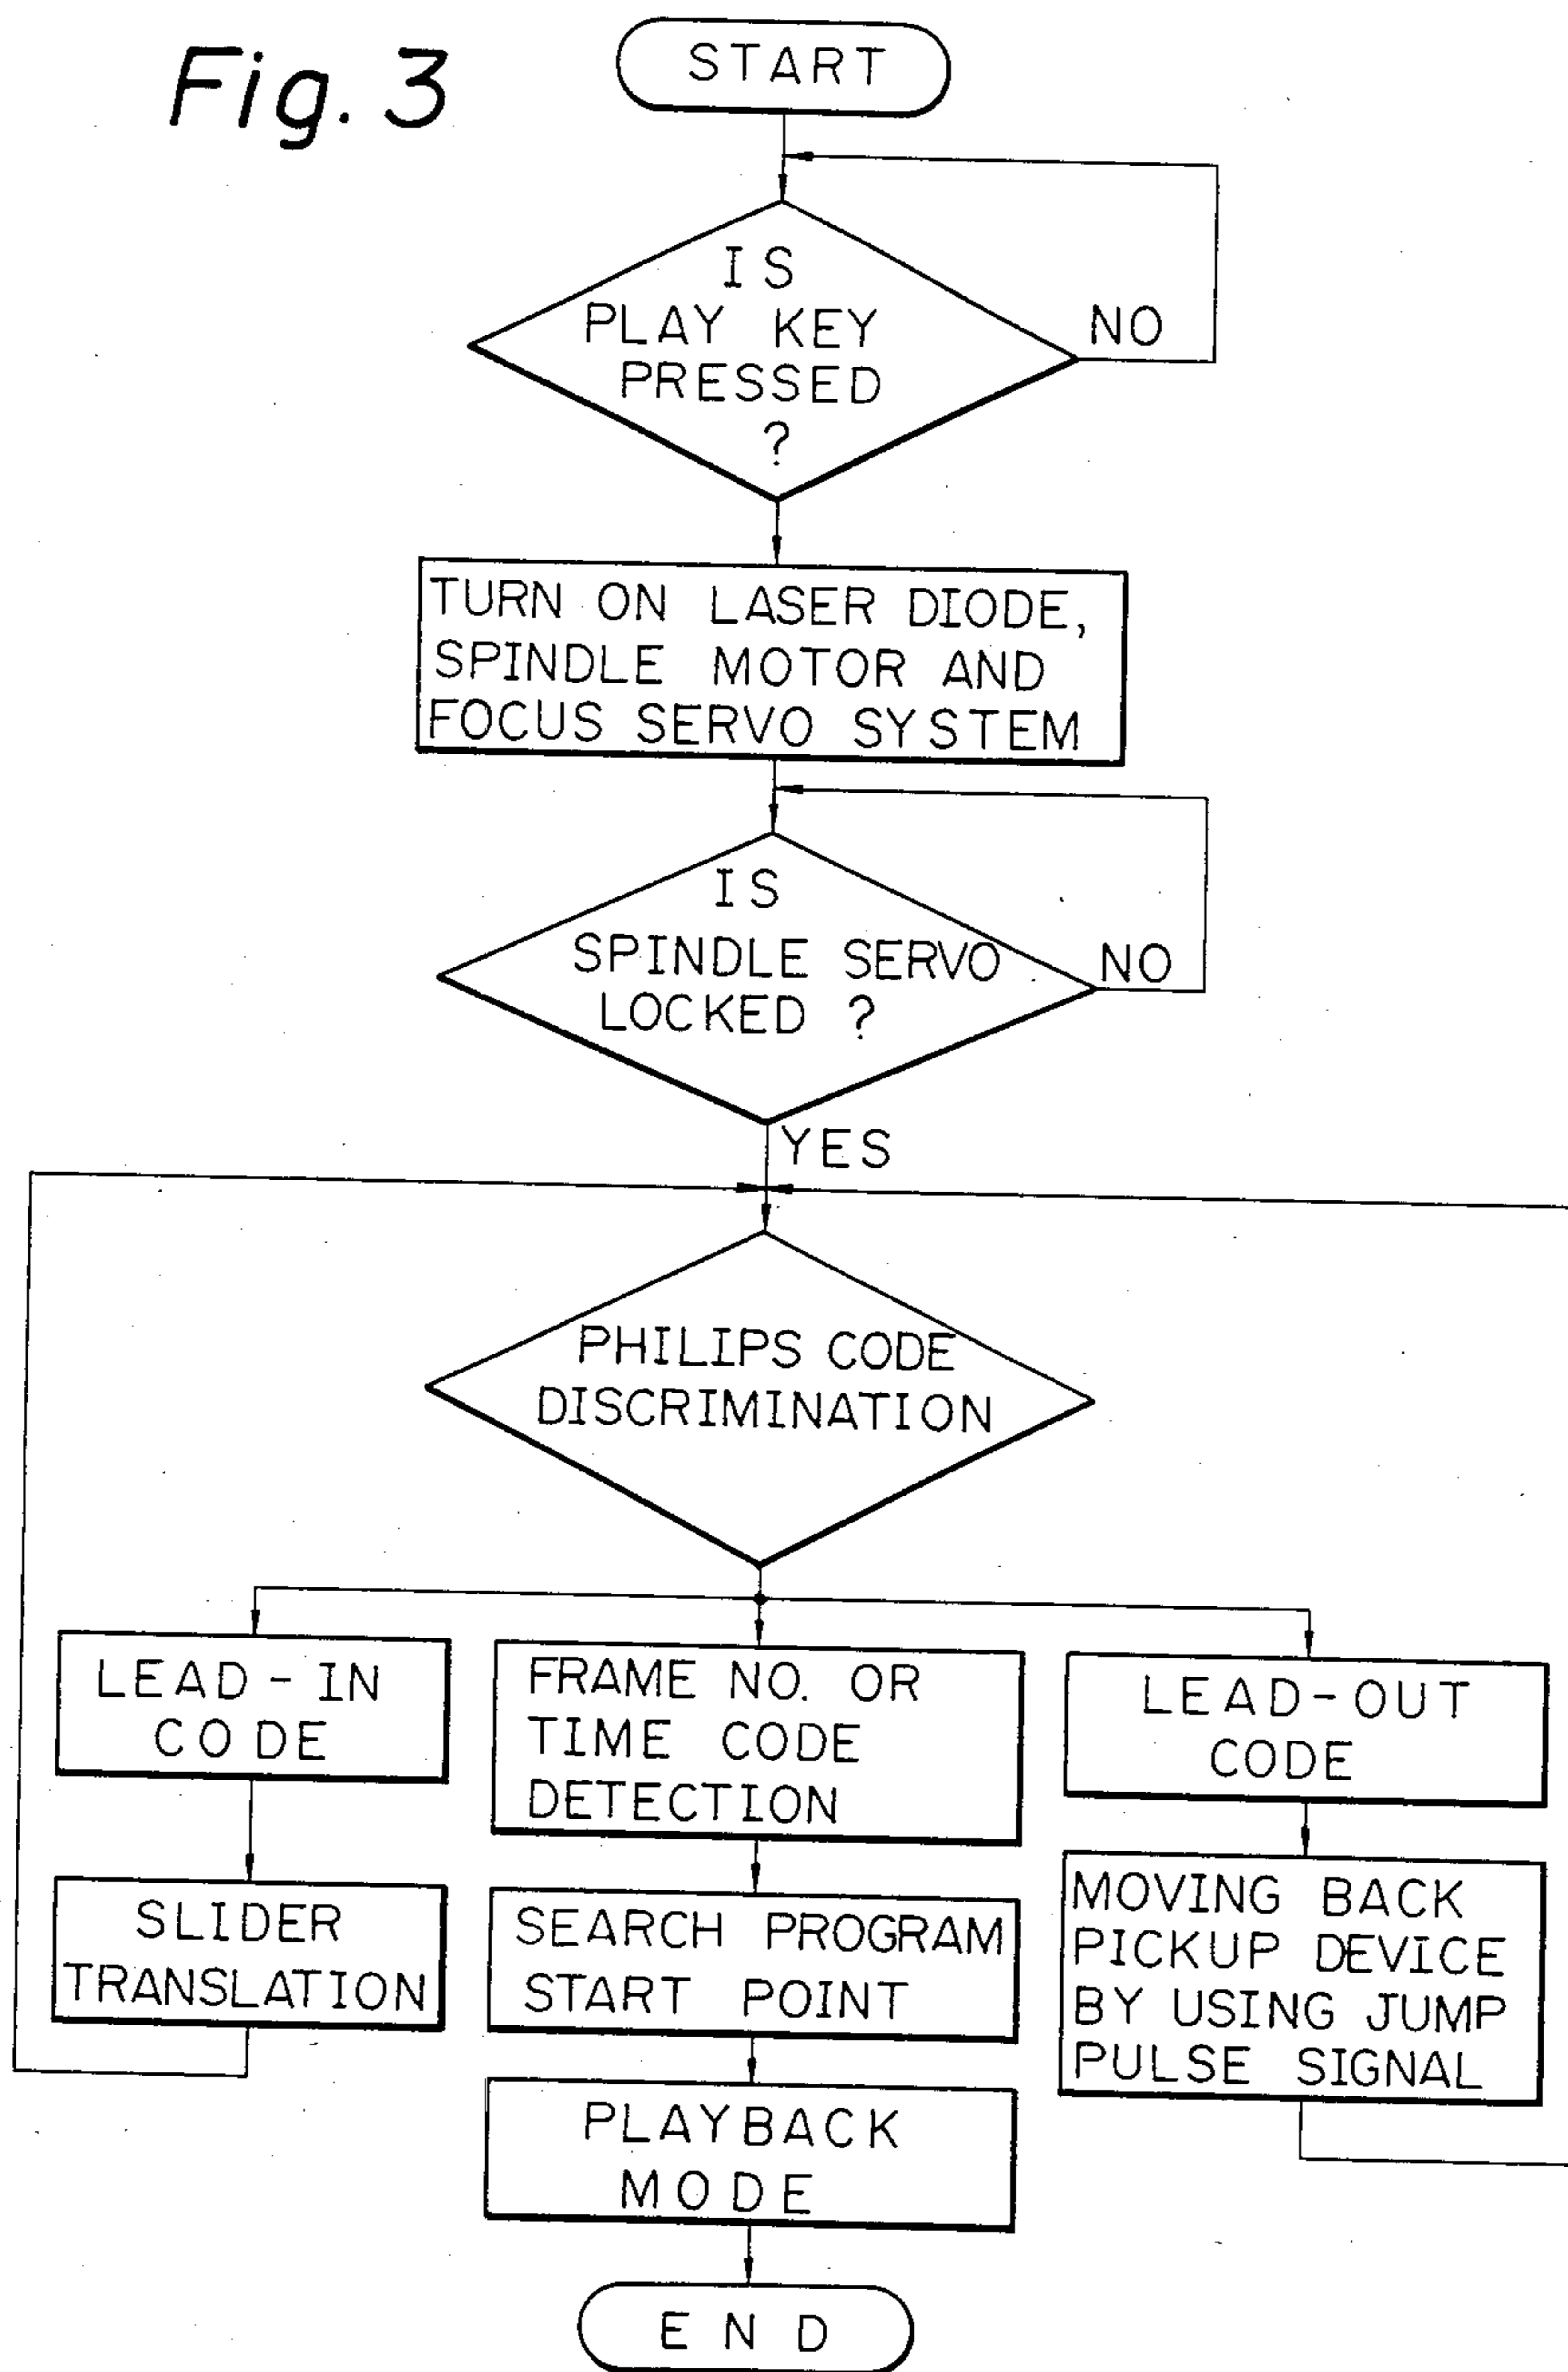 Fig. 3
START
IS
PLAY KEY
PRESSED
?
NO
TURN ON LASER DIODE,
SPINDLE MOTOR AND
FOCUS SERVO SYSTEM
IS
SPINDLE SERVO
LOCKED ?
NO
YES
PHILIPS CODE
DISCRIMINATION
LEAD-IN
CODE
SLIDER
TRANSLATION
FRAME NO. OR
TIME CODE
DETECTION
SEARCH PROGRAM
START POINT
PLAYBACK
MODE
LEAD-OUT
CODE
MOVING BACK
PICKUP DEVICE
BY USING JUMP
PULSE SIGNAL
END